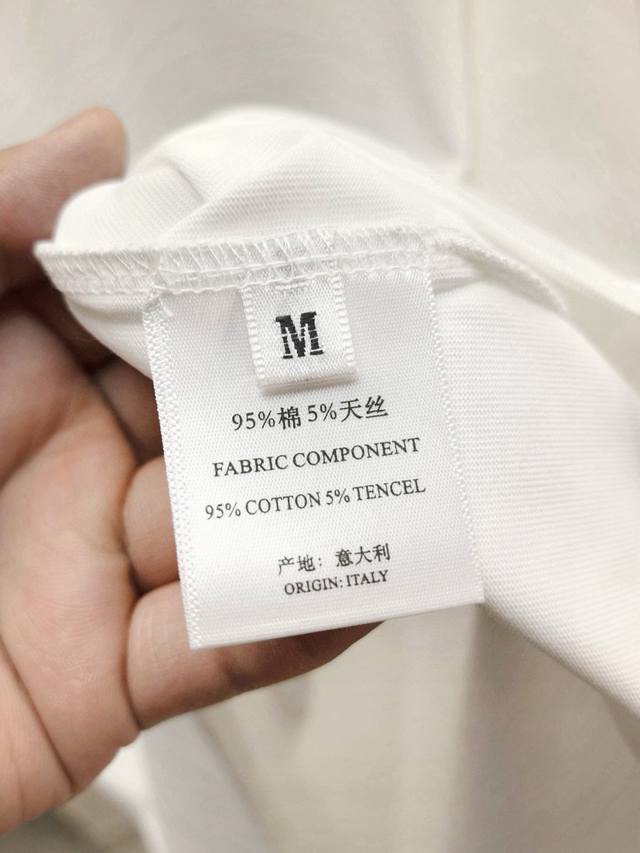 M
95%棉 5%天丝
FABRIC COMPONENT
95% COTTON 5% TENCEL
产地：意大利
ORIGIN: ITALY